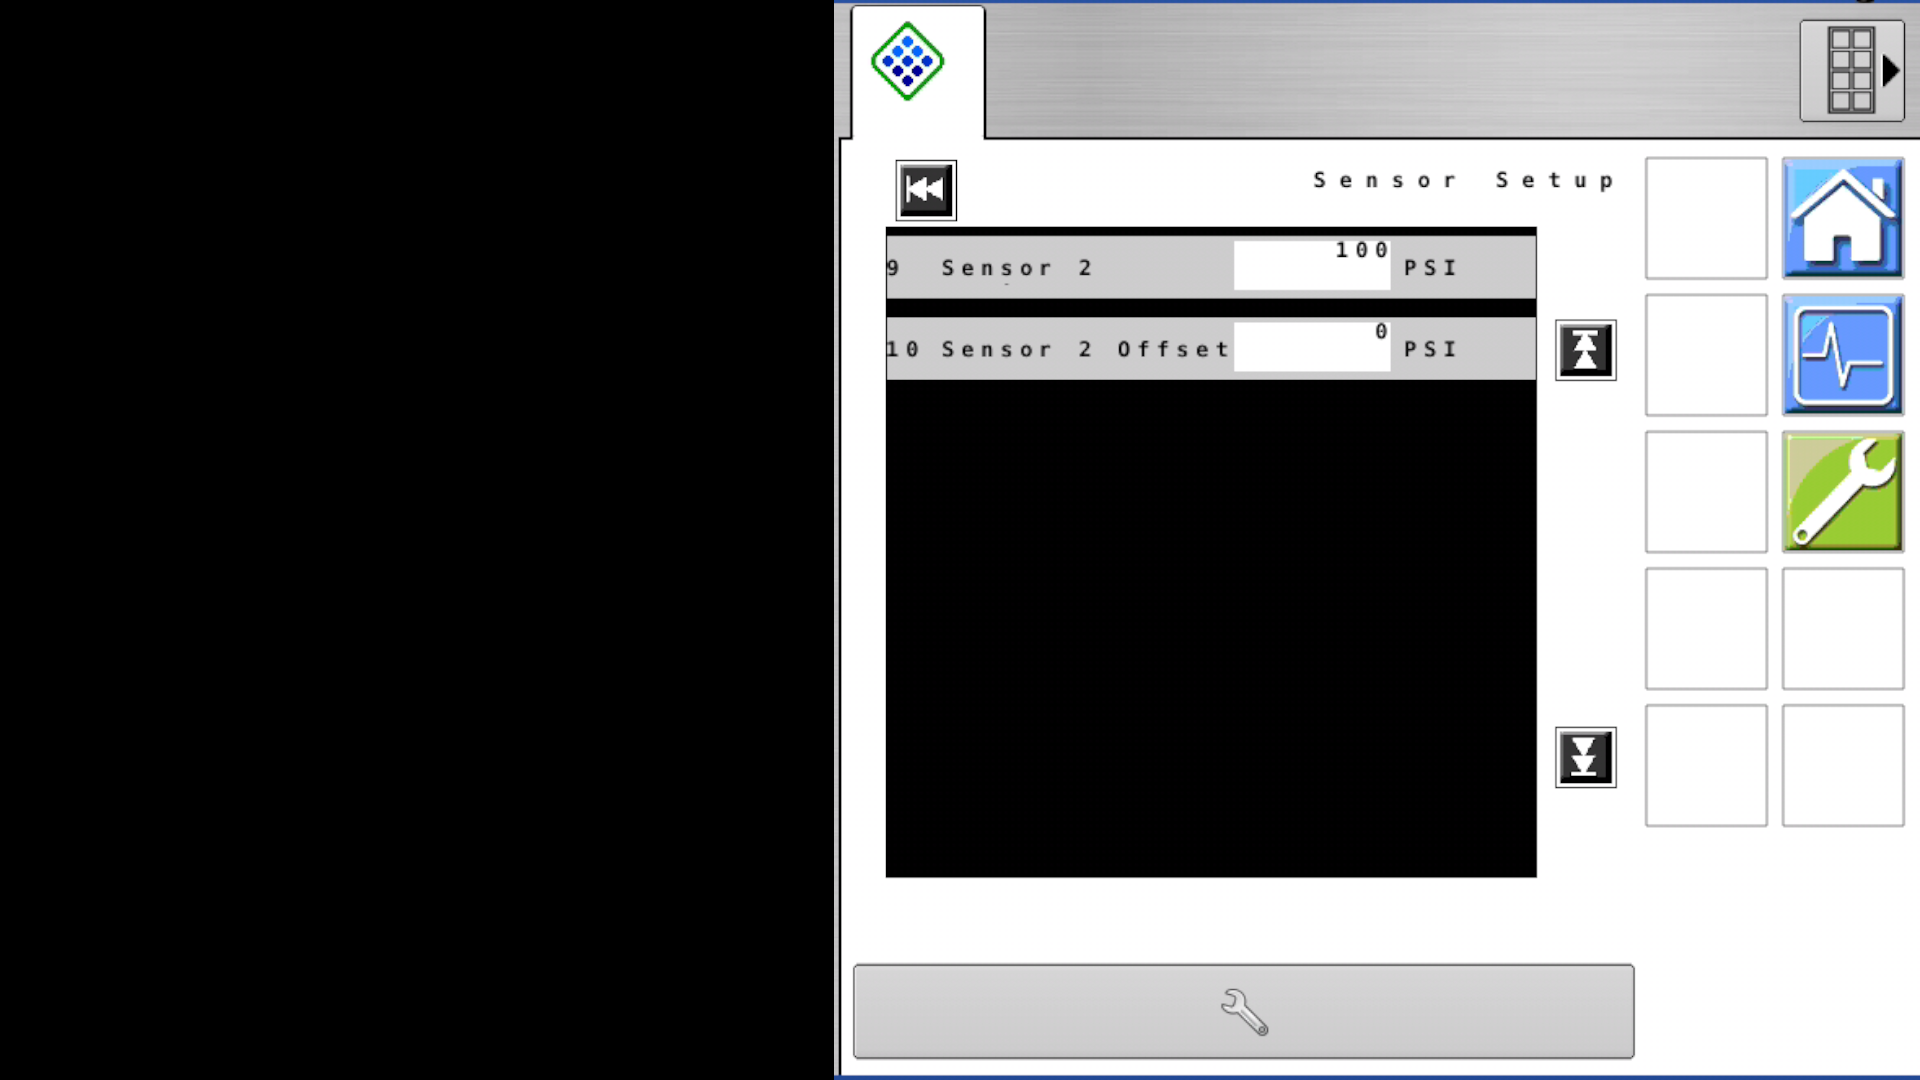 Sensor Setup
9 Sensor 2 100 PSI
10 Sensor 2 Offset 0 PSI